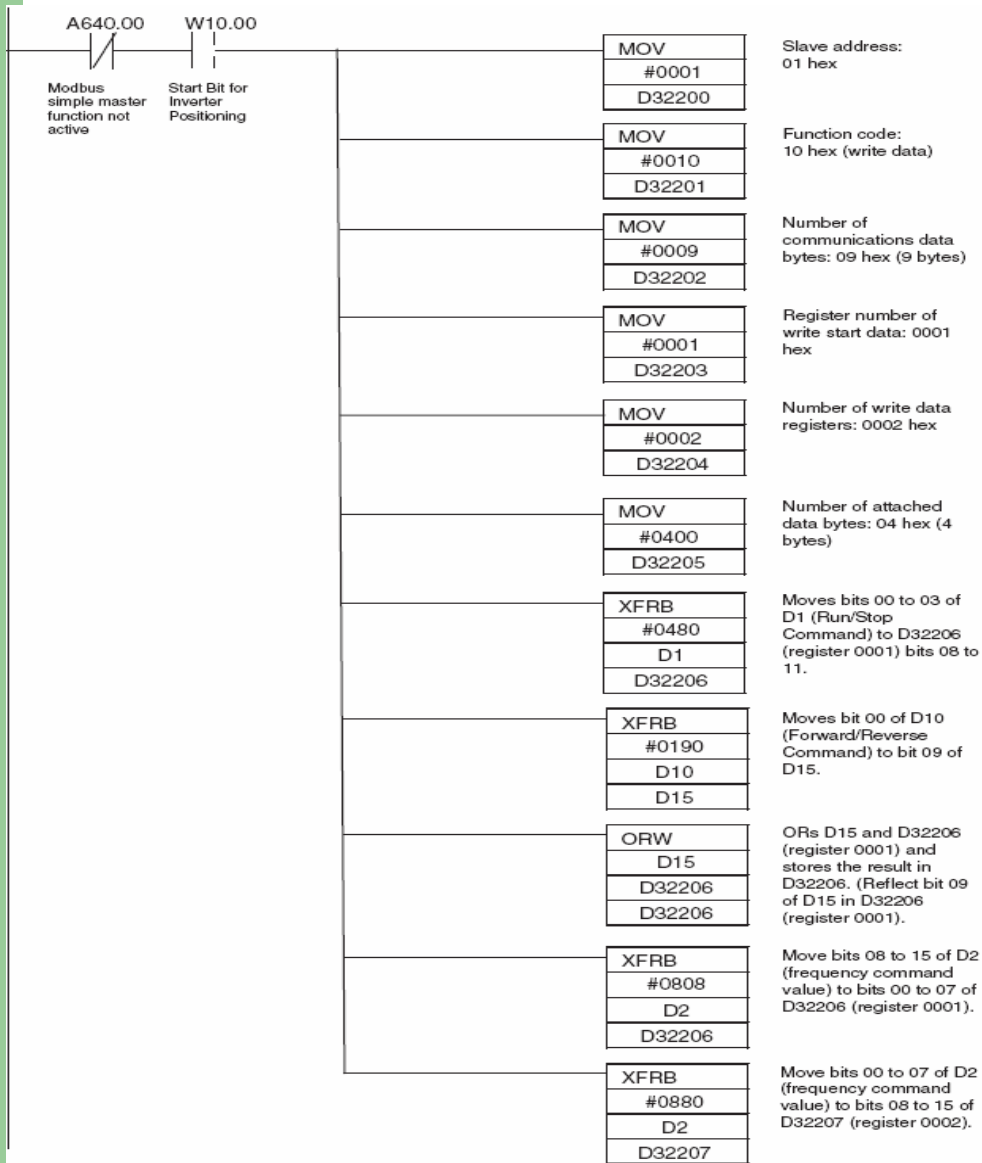 A640.00 W10.00
Modbus
simple master
function not
active
Start Bit for
Inverter
Positioning
MOV
#0001
D32200
Slave address:
01 hex
MOV
#0010
D32201
Function code:
10 hex (write data)
MOV
#0009
D32202
Number of
communications data
bytes: 09 hex (9 bytes)
MOV
#0001
D32203
Register number of
write start data: 0001
hex
MOV
#0002
D32204
Number of write data
registers: 0002 hex
MOV
#0400
D32205
Number of attached
data bytes: 04 hex (4
bytes)
XFRB
#0480
D1
D32206
Moves bits 00 to 03 of
D1 (Run/Stop
Command) to D32206
(register 0001) bits 08 to
11.
XFRB
#0190
D10
D15
Moves bit 00 of D10
(Forward/Reverse
Command) to bit 09 of
D15.
ORW
D15
D32206
D32206
ORs D15 and D32206
(register 0001) and
stores the result in
D32206. (Reflect bit 09
of D15 in D32206
(register 0001).
XFRB
#0808
D2
D32206
Move bits 08 to 15 of D2
(frequency command
value) to bits 00 to 07 of
D32206 (register 0001).
XFRB
#0880
D2
D32207
Move bits 00 to 07 of D2
(frequency command
value) to bits 08 to 15 of
D32207 (register 0002).